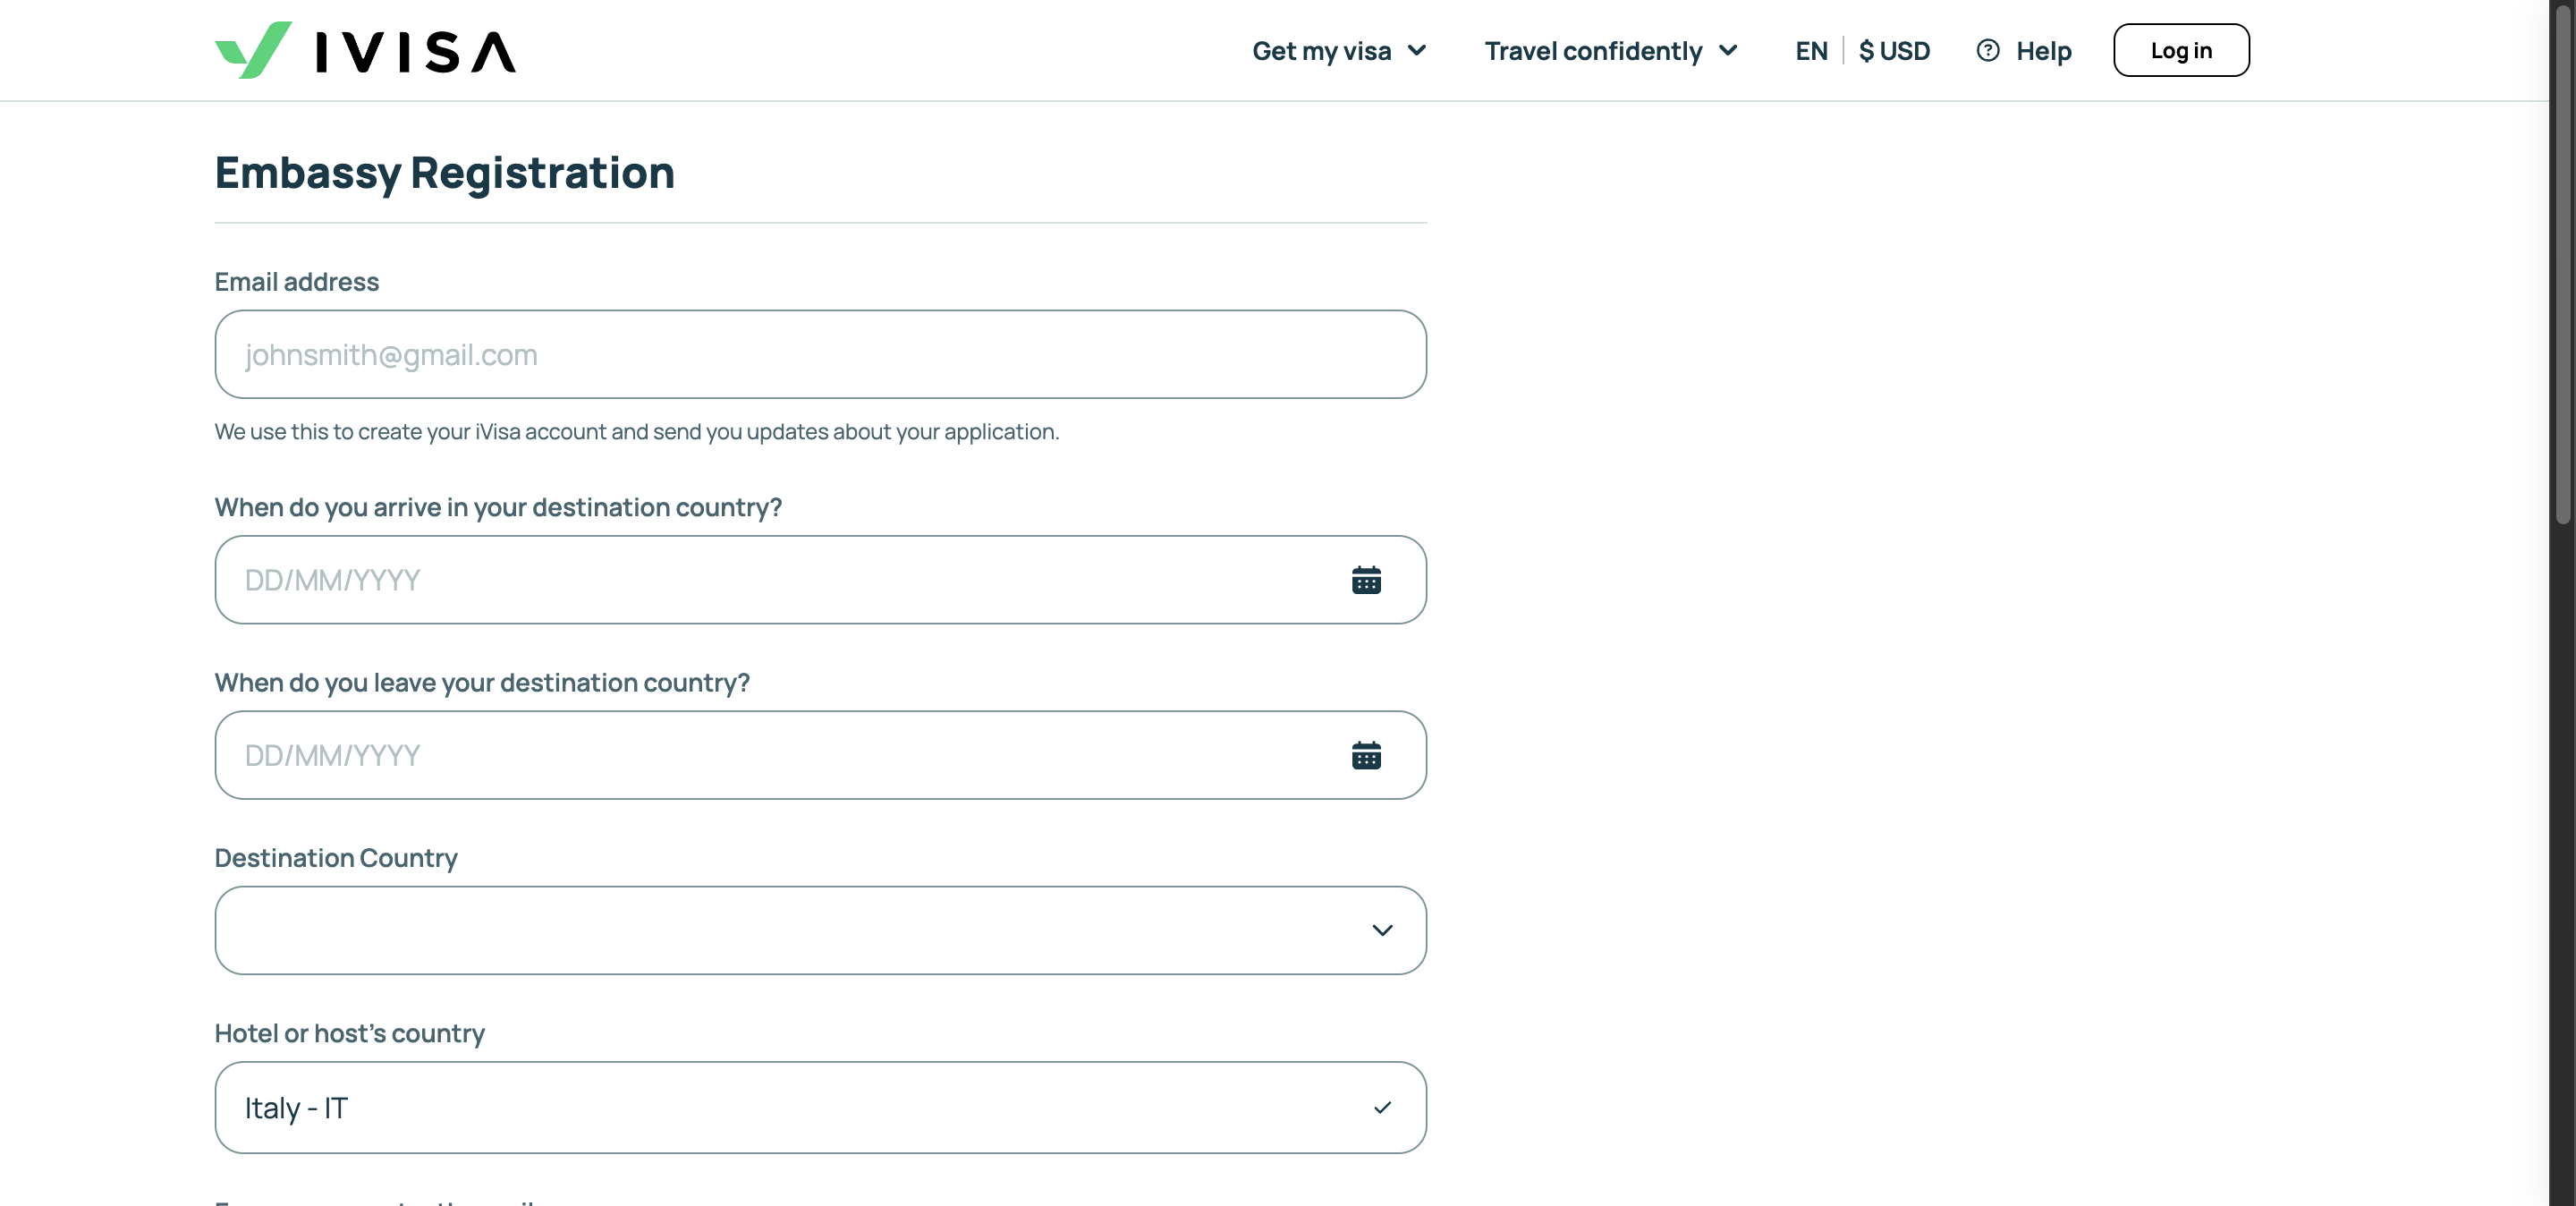 IVISA
Get my visa
Travel confidently
EN
$ USD
Help
Log in
Embassy Registration
Email address
johnsmith@gmail.com
We use this to create your iVisa account and send you updates about your application.
When do you arrive in your destination country?
DD/MM/YYYY
When do you leave your destination country?
DD/MM/YYYY
Destination Country
Hotel or host's country
Italy - IT